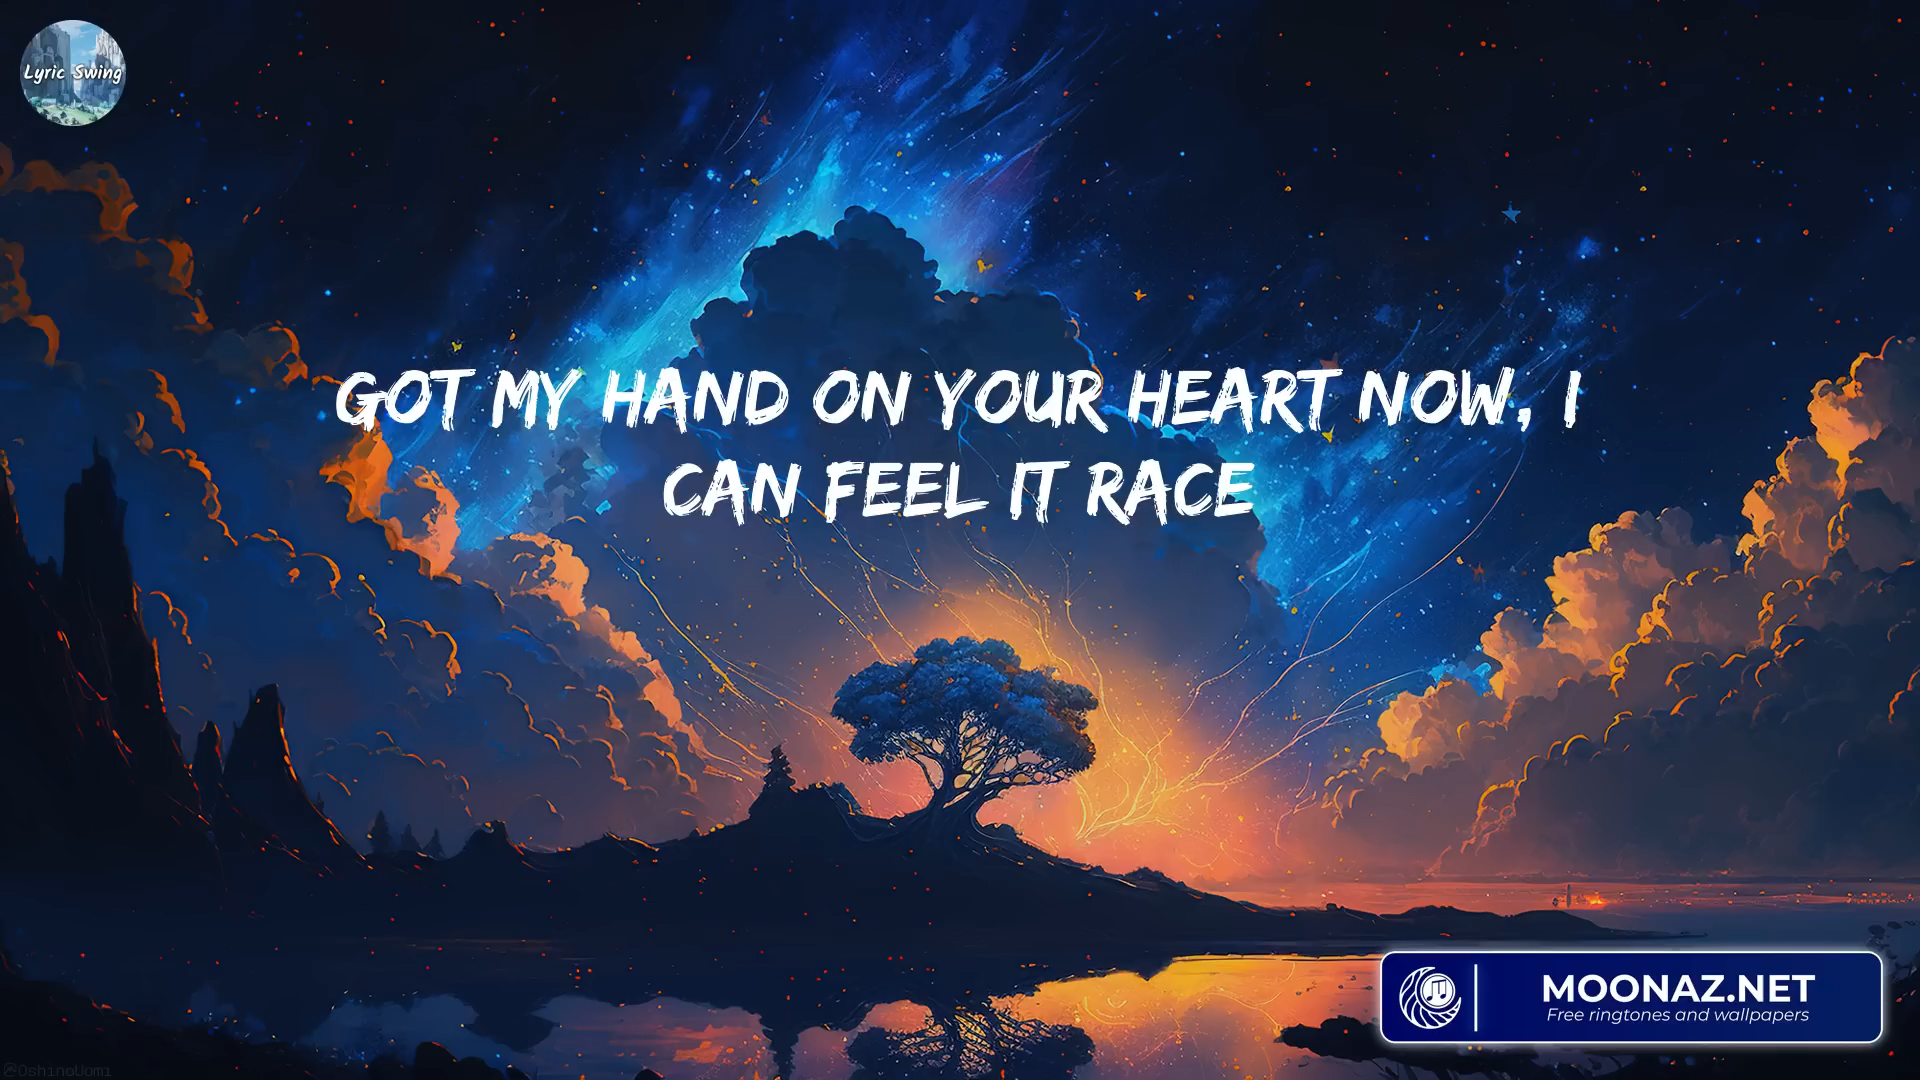 Lyric Swing
GOT MY HAND ON YOUR HEART NOW, I
CAN FEEL IT RACE
MOONAZ.NET
Free ringtones and wallpapers